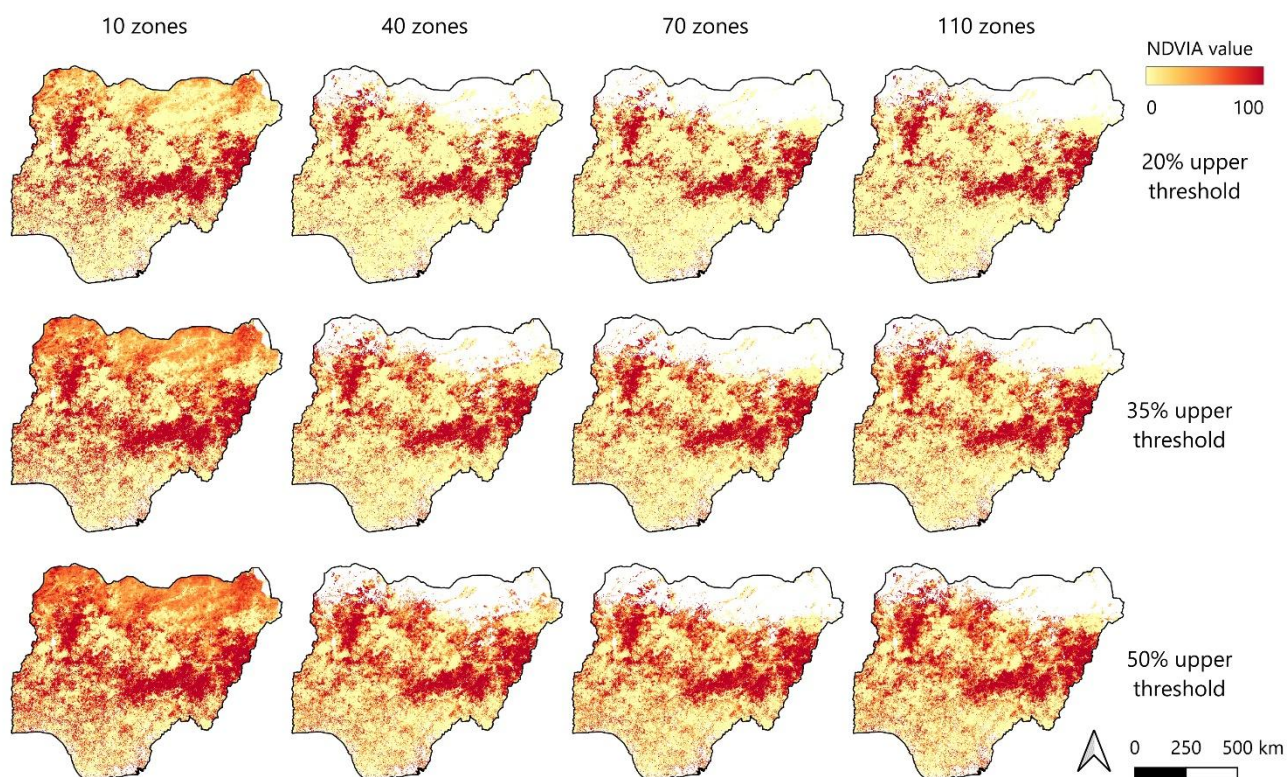 10 zones
40 zones
70 zones
110 zones
NDVIA value
0 100
20% upper
threshold
35% upper
threshold
50% upper
threshold
0 250 500 km